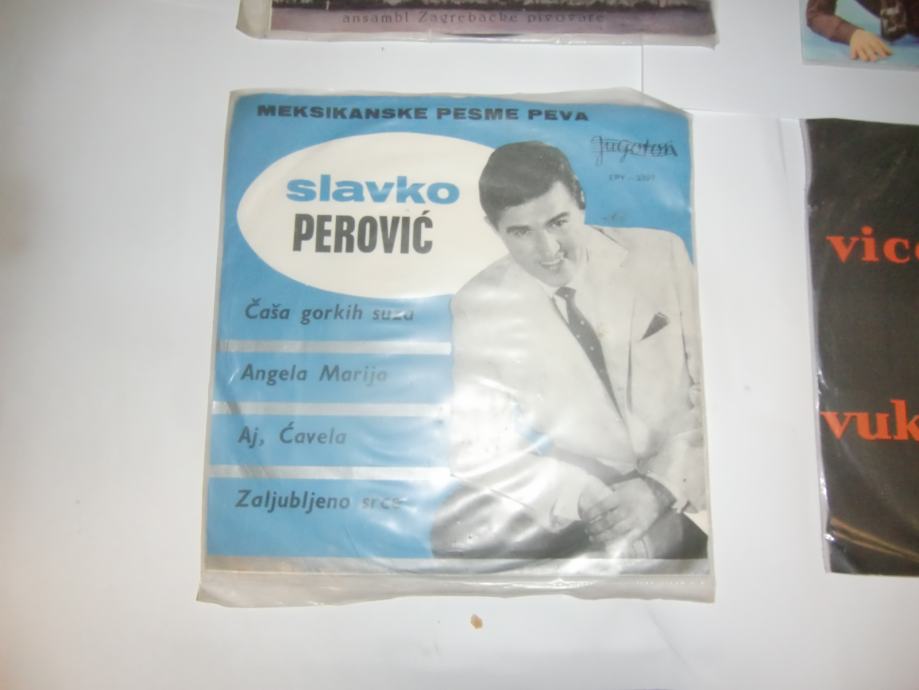 ansambl Zagrebačke pivovare
MEKSIKANSKE PESME PEVA
Jugoton
slavko
PEROVIĆ
Čaša gorkih suza
Angela Marija
Aj, Ćavela
Zaljubljeno srce
vice
vuk